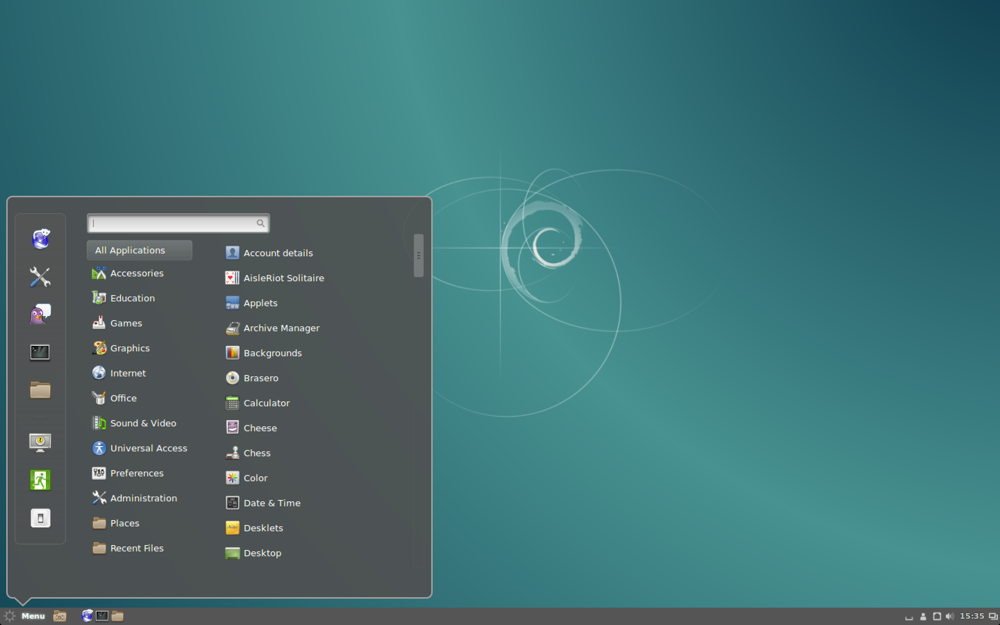 All Applications
Accessories
Education
Games
Graphics
Internet
Office
Sound & Video
Universal Access
Preferences
Administration
Places
Recent Files
Account details
AisleRiot Solitaire
Applets
Archive Manager
Backgrounds
Brasero
Calculator
Cheese
Chess
Color
Date & Time
Desklets
Desktop
Menu
15:35